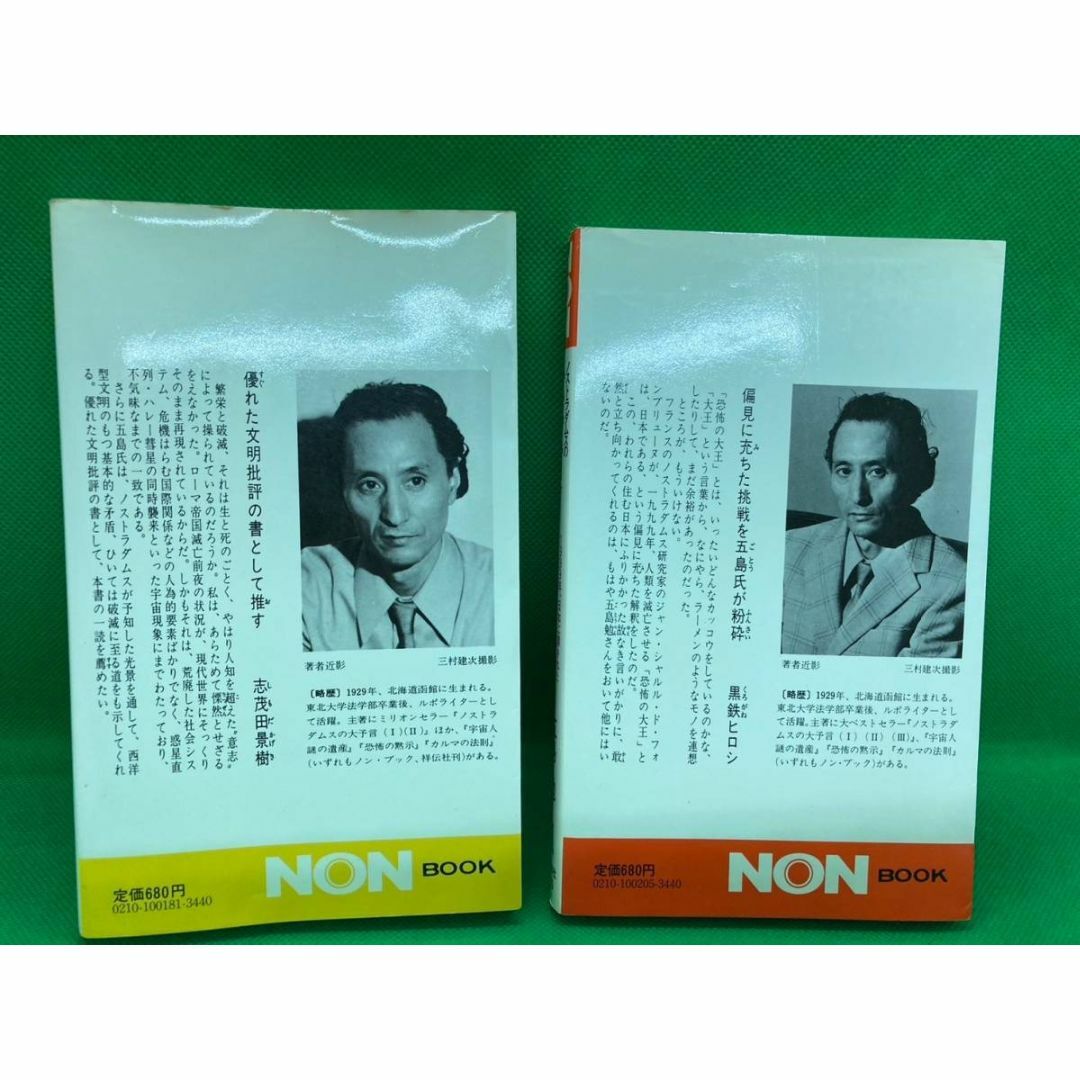 優れた文明批評の書として推す
志茂田景樹
繁栄と破滅、それは生と死のごとく、やはり人知を超えた〝意志〟
によって操られているのだろうか。私は、あらためて慄然とせざる
をえなかった。ローマ帝国滅亡前夜の状況が、現代世界にそっくり
そのまま再現されているからだ。しかもそれは、荒廃した社会シス
テム、危機はらむ国際関係などの人為的要素ばかりでなく、惑星直
列・ハレー彗星の同時襲来といった宇宙現象にまでわたっており、
不気味なまでの一致である。
さらに五島氏は、ノストラダムスが予知した光景を通して、西洋
型文明のもつ基本的な矛盾、ひいては破滅に至る道をも示してくれ
る。優れた文明批評の書として、本書の一読を薦めたい。
著者近影
三村建次撮影
〔略歴〕1929年、北海道函館に生まれる。
東北大学法学部卒業後、ルポライターとし
て活躍。主著にミリオンセラー『ノストラ
ダムスの大予言(Ⅰ)(Ⅱ)』ほか、『宇宙人
謎の遺産』『恐怖の黙示』『カルマの法則』
(いずれもノン・ブック、祥伝社刊)がある。
定価680円
0210-100181-3440
NON BOOK
ノストラダムスの
偏見に充ちた挑戦を五島氏が粉砕
黒鉄ヒロシ
「恐怖の大王」とは、いったいどんなカッコウをしているのかな、
「大王」という言葉から、なにやら、ラーメンのようなモノを連想
したりして、まだ余裕があったのだった。
ところが、もういけない。
フランスのノストラダムス研究家のジャン・シャルル・ド・フォ
ンブリューヌが、一九九九年、人類を滅亡させる「恐怖の大王」と
は、日本である、という偏見に充ちた解釈をしたのだ。
この、われらの住む日本にふりかかった故なき言いがかりに、敢
然と立ち向かってくれるのは、もはや五島勉さんをおいて他にはい
ないのだ。
著者近影
三村建次撮影
〔略歴〕1929年、北海道函館に生まれる。
東北大学法学部卒業後、ルポライターとし
て活躍。主著に大ベストセラー『ノストラダ
ムスの大予言(Ⅰ)(Ⅱ)(Ⅲ)』、『宇宙人
謎の遺産』『恐怖の黙示』『カルマの法則』
(いずれもノン・ブック)がある。
定価680円
0210-100205-3440
NON BOOK